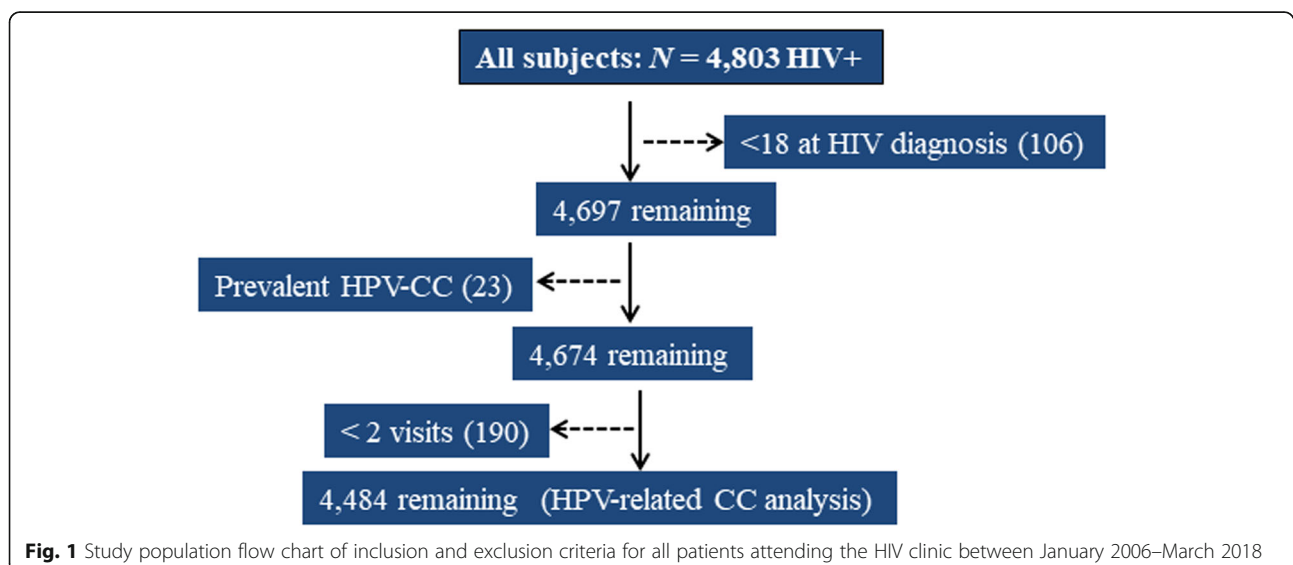 All subjects: N = 4,803 HIV+
<18 at HIV diagnosis (106)
4,697 remaining
Prevalent HPV-CC (23)
4,674 remaining
< 2 visits (190)
4,484 remaining (HPV-related CC analysis)
Fig. 1 Study population flow chart of inclusion and exclusion criteria for all patients attending the HIV clinic between January 2006–March 2018